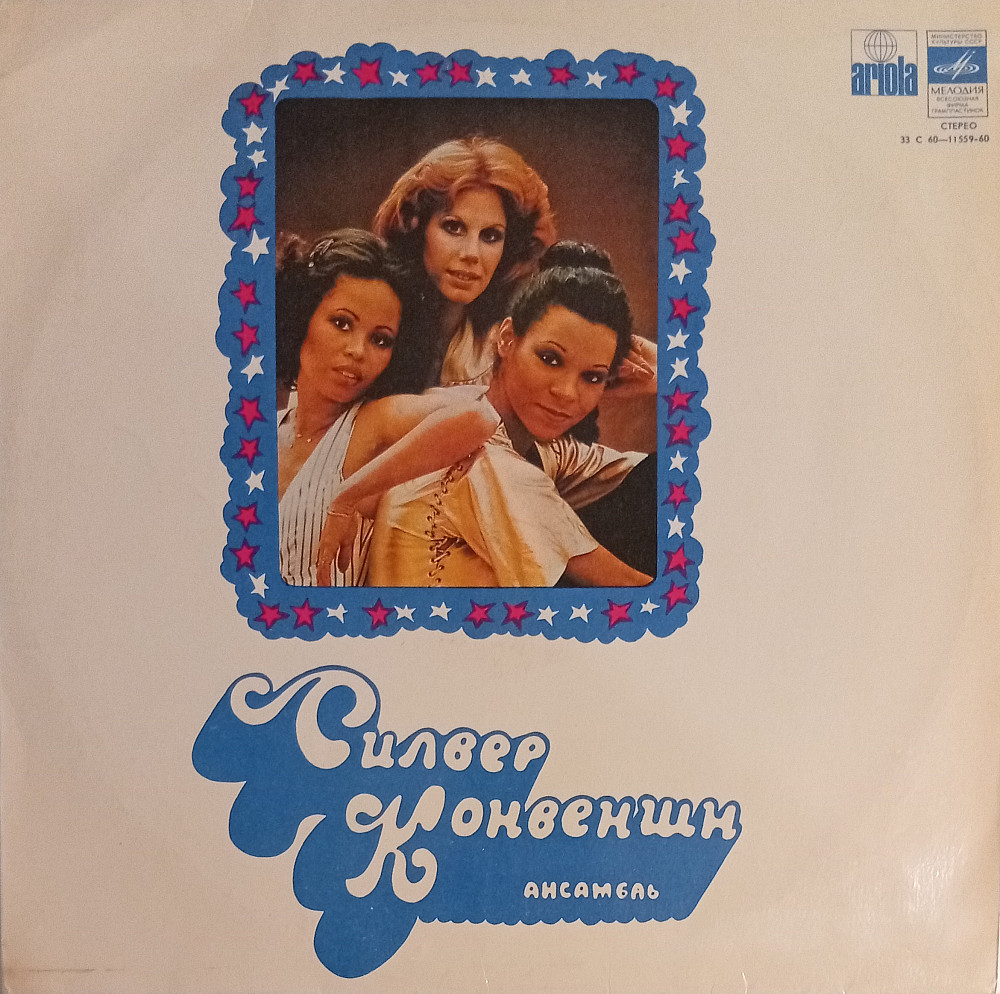 ariola
МИНИСТЕРСТВО
КУЛЬТУРЫ СССР
МЕЛОДИЯ
ВСЕСОЮЗНАЯ
ФИРМА
ГРАМПЛАСТИНОК
СТЕРЕО
33 С 60—11559-60
Силвер
Конвеншн
ансамбль